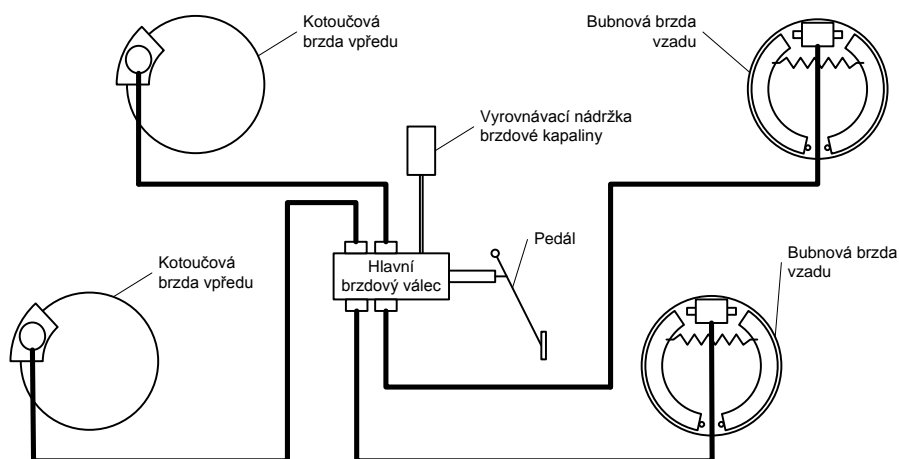 Kotoučová
brzda vpředu
Bubnová brzda
vzadu
Vyrovnávací nádržka
brzdové kapaliny
Kotoučová
brzda vpředu
Hlavní
brzdový válec
Pedál
Bubnová brzda
vzadu